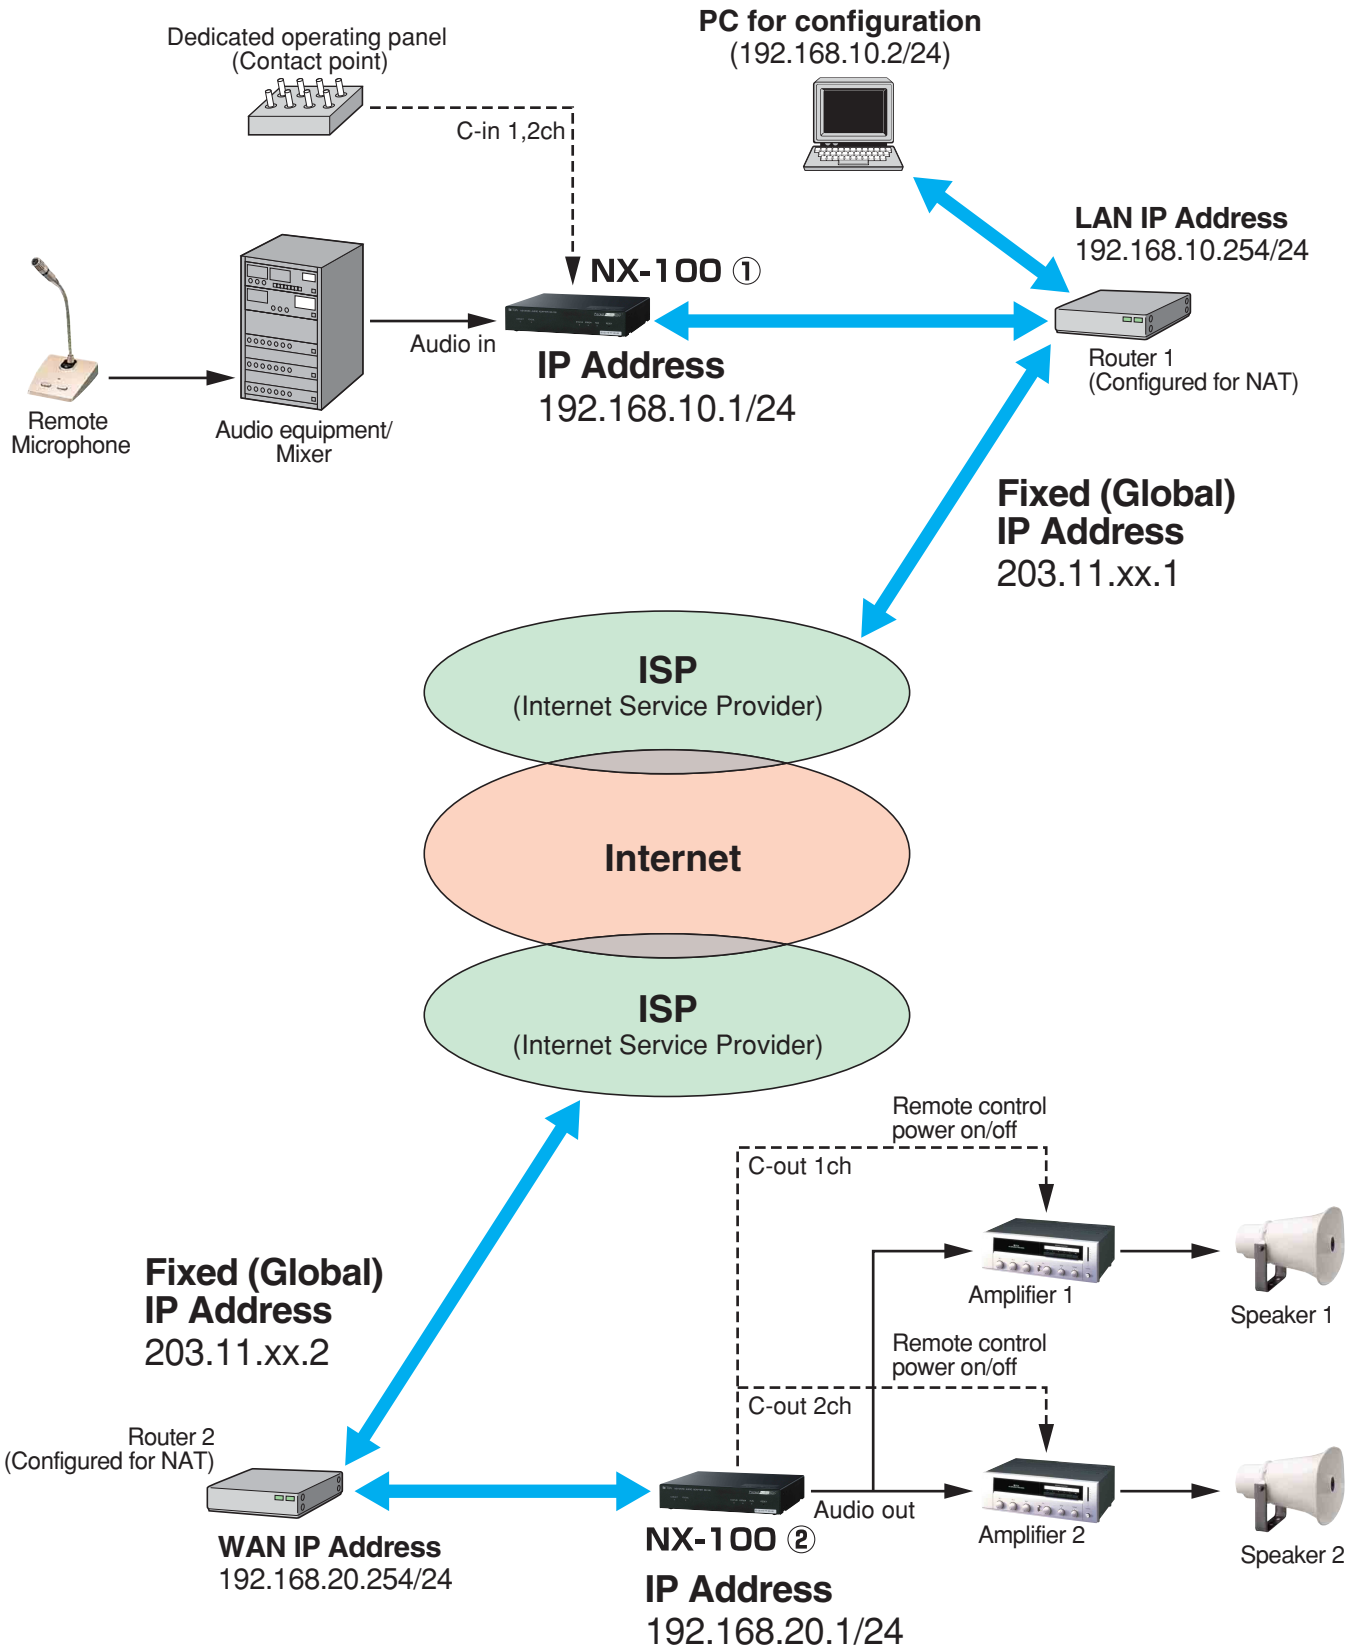 PC for configuration
(192.168.10.2/24)
Dedicated operating panel
(Contact point)
C-in 1,2ch
LAN IP Address
192.168.10.254/24
NX-100 ①
Audio in
IP Address
192.168.10.1/24
Router 1
(Configured for NAT)
Remote
Microphone
Audio equipment/
Mixer
Fixed (Global)
IP Address
203.11.xx.1
ISP
(Internet Service Provider)
Internet
ISP
(Internet Service Provider)
Remote control
power on/off
C-out 1ch
Fixed (Global)
IP Address
203.11.xx.2
Amplifier 1
Speaker 1
Remote control
power on/off
C-out 2ch
Router 2
(Configured for NAT)
Audio out
WAN IP Address
192.168.20.254/24
NX-100 ②
Amplifier 2
Speaker 2
IP Address
192.168.20.1/24